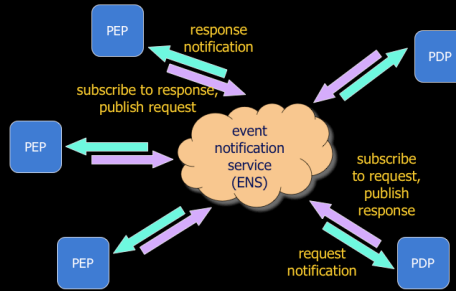 PEP
response
notification
PDP
subscribe to response,
publish request
event
notification
service
(ENS)
PEP
subscribe
to request,
publish
response
request
notification
PEP
PDP